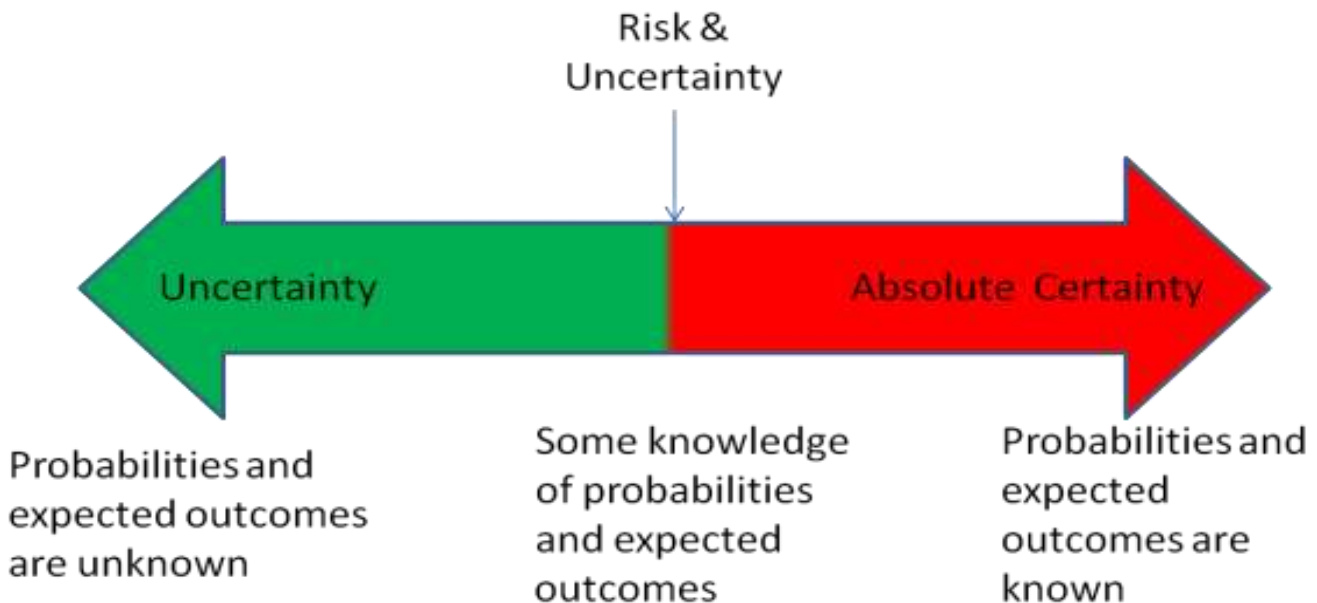 Risk &
Uncertainty
Uncertainty
Absolute Certainty
Probabilities and
expected outcomes
are unknown
Some knowledge
of probabilities
and expected
outcomes
Probabilities and
expected
outcomes are
known